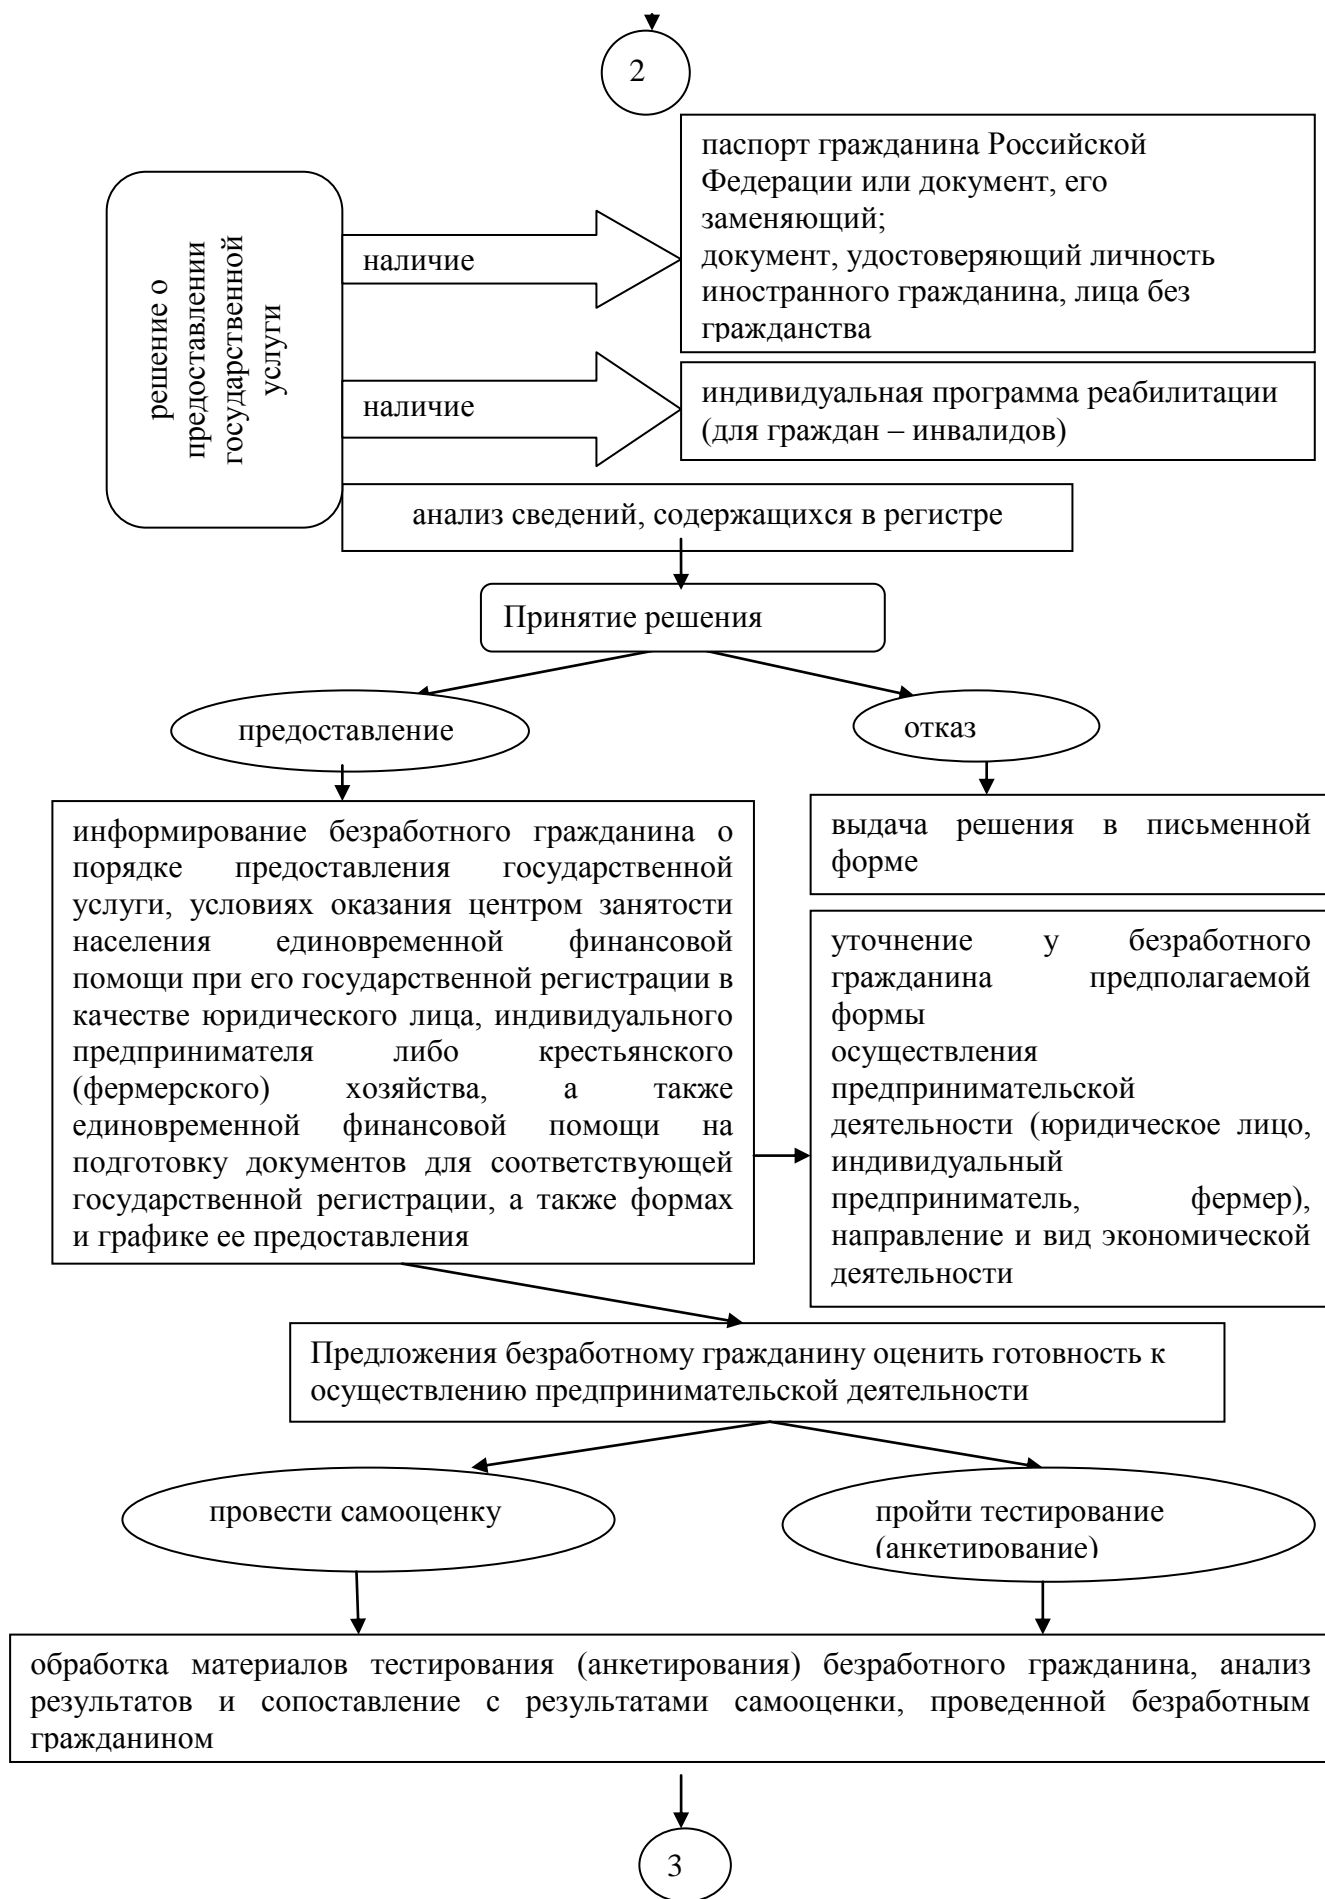 2
паспорт гражданина Российской
Федерации или документ, его
заменяющий;
документ, удостоверяющий личность
иностранного гражданина, лица без
гражданства
решение о
предоставлении
государственной
услуги
наличие
наличие
индивидуальная программа реабилитации
(для граждан – инвалидов)
анализ сведений, содержащихся в регистре
Принятие решения
предоставление
отказ
информирование безработного гражданина о
порядке предоставления государственной
услуги, условиях оказания центром занятости
населения единовременной финансовой
помощи при его государственной регистрации в
качестве юридического лица, индивидуального
предпринимателя либо крестьянского
(фермерского) хозяйства, а также
единовременной финансовой помощи на
подготовку документов для соответствующей
государственной регистрации, а также формах
и графике ее предоставления
выдача решения в письменной
форме
уточнение у безработного
гражданина предполагаемой
формы
осуществления
предпринимательской
деятельности (юридическое лицо,
индивидуальный
предприниматель, фермер),
направление и вид экономической
деятельности
Предложения безработному гражданину оценить готовность к
осуществлению предпринимательской деятельности
провести самооценку
пройти тестирование
(анкетирование)
обработка материалов тестирования (анкетирования) безработного гражданина, анализ
результатов и сопоставление с результатами самооценки, проведенной безработным
гражданином
3